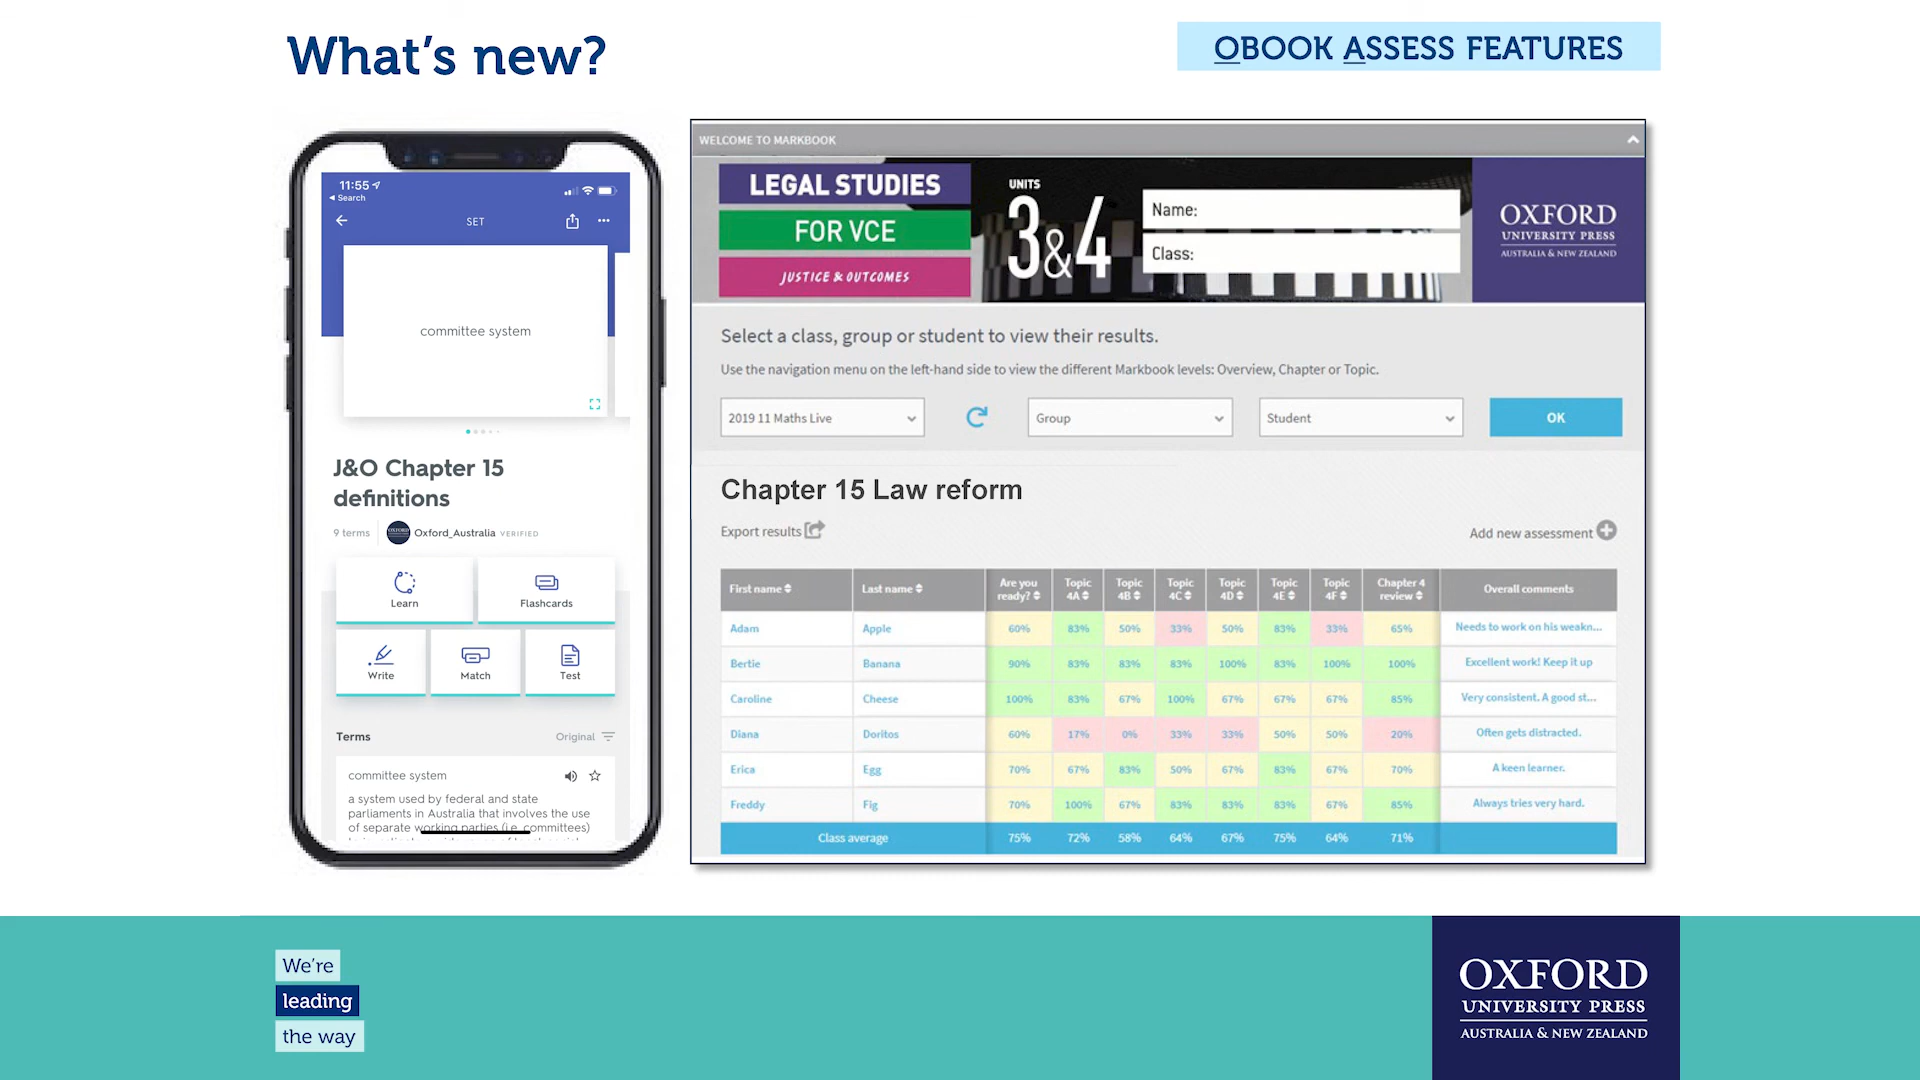 What's new?
OBOOK ASSESS FEATURES
11:55
Search
SET
committee system
J&O Chapter 15
definitions
9 terms
OXFORD
Oxford_Australia VERIFIED
Learn
Flashcards
Write
Match
Test
Terms
Original
committee system
a system used by federal and state
parliaments in Australia that involves the use
of separate working parties (i.e. committees)
WELCOME TO MARKBOOK
LEGAL STUDIES
FOR VCE
JUSTICE & OUTCOMES
UNITS
3&4
Name:
Class:
OXFORD
UNIVERSITY PRESS
AUSTRALIA & NEW ZEALAND
Select a class, group or student to view their results.
Use the navigation menu on the left-hand side to view the different Markbook levels: Overview, Chapter or Topic.
2019 11 Maths Live
Group
Student
OK
Chapter 15 Law reform
Export results
Add new assessment
First name Last name Are you ready? Topic 4A Topic 4B Topic 4C Topic 4D Topic 4E Topic 4F Chapter 4 review Overall comments
Adam Apple 60% 83% 50% 33% 50% 83% 33% 65% Needs to work on his weakn...
Bertie Banana 90% 83% 83% 83% 100% 83% 100% 100% Excellent work! Keep it up
Caroline Cheese 100% 83% 67% 100% 67% 67% 67% 85% Very consistent. A good st...
Diana Doritos 60% 17% 0% 33% 33% 50% 50% 20% Often gets distracted.
Erica Egg 70% 67% 83% 50% 67% 83% 67% 70% A keen learner.
Freddy Fig 70% 100% 67% 83% 83% 83% 67% 85% Always tries very hard.
Class average 75% 72% 58% 64% 67% 75% 64% 71%
We're
leading
the way
OXFORD
UNIVERSITY PRESS
AUSTRALIA & NEW ZEALAND